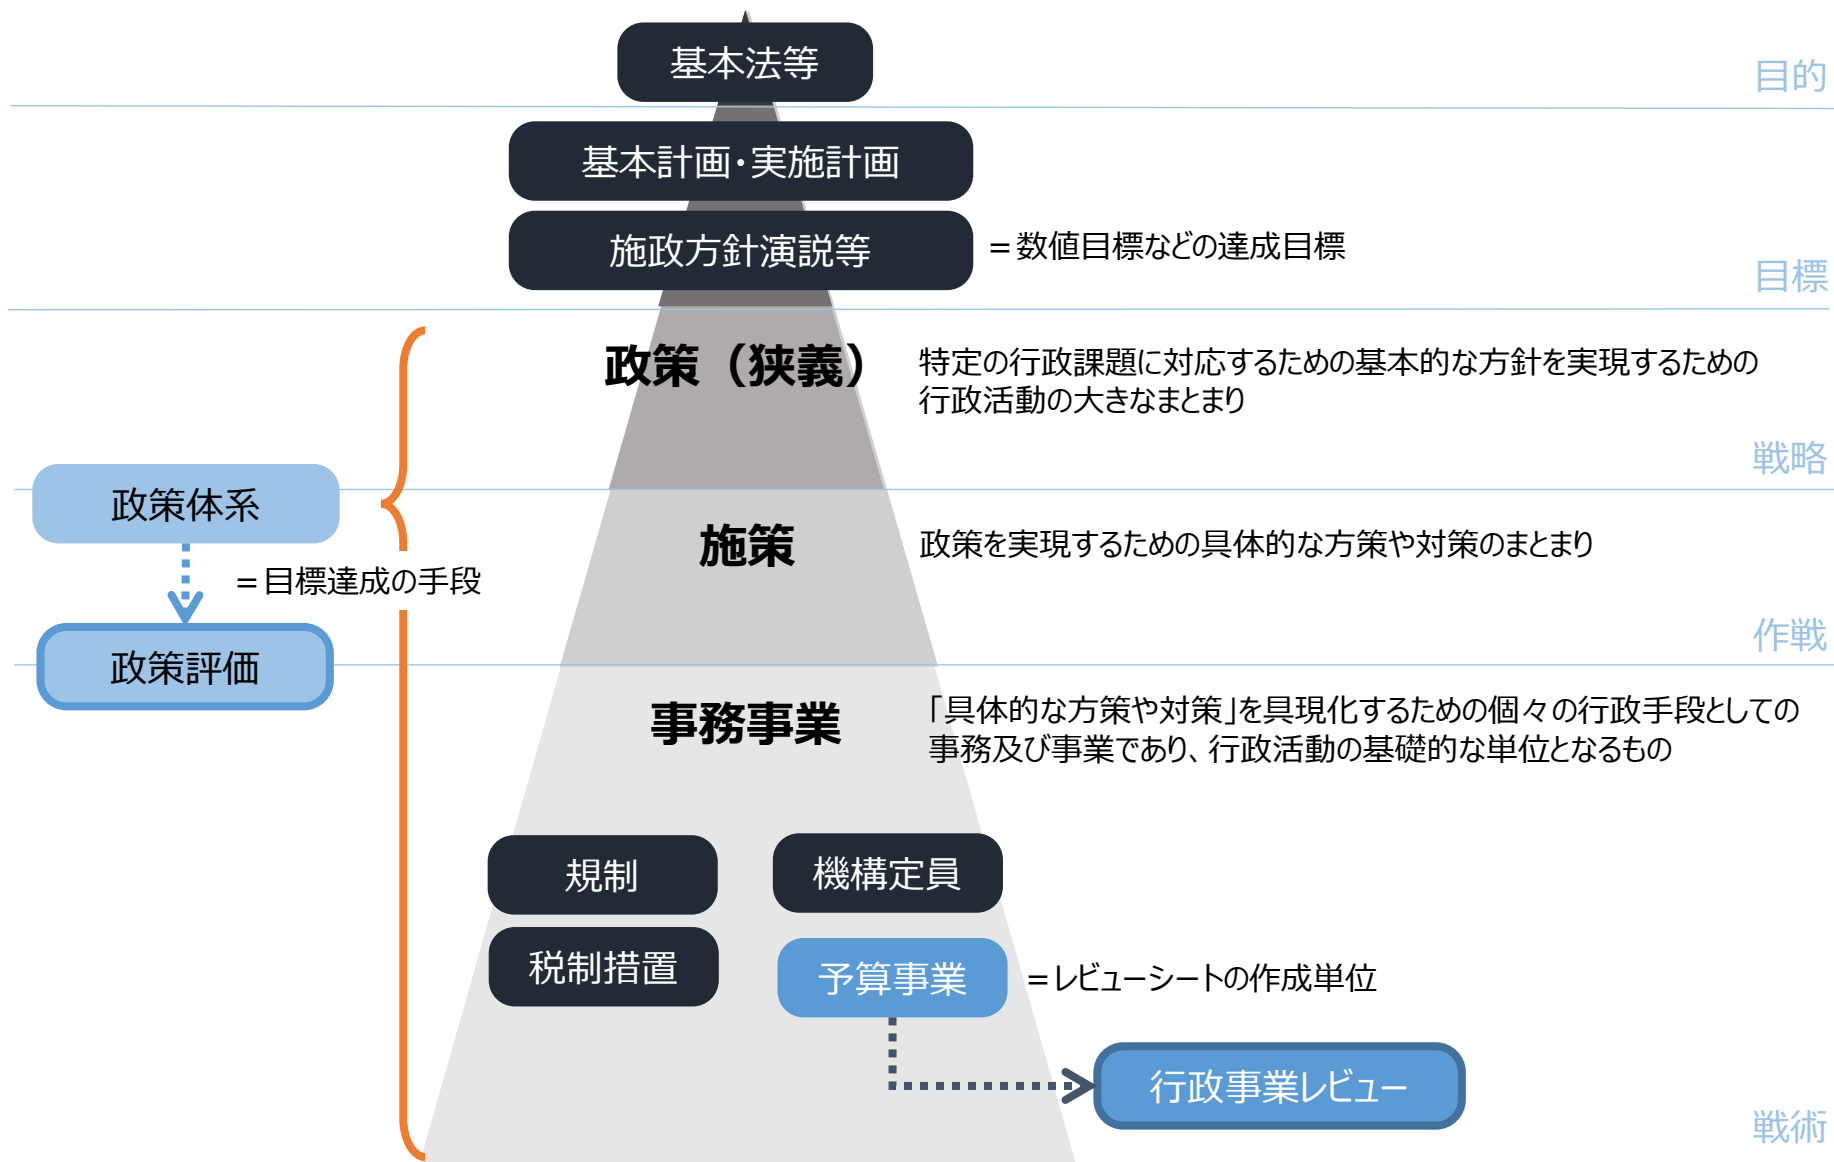 基本法等
目的
基本計画・実施計画
施政方針演説等
＝数値目標などの達成目標
目標
政策（狭義）
特定の行政課題に対応するための基本的な方針を実現するための
行政活動の大きなまとまり
戦略
政策体系
施策
政策を実現するための具体的な方策や対策のまとまり
＝目標達成の手段
作戦
政策評価
事務事業
「具体的な方策や対策」を具現化するための個々の行政手段としての
事務及び事業であり、行政活動の基礎的な単位となるもの
規制
機構定員
税制措置
予算事業
＝レビューシートの作成単位
行政事業レビュー
戦術